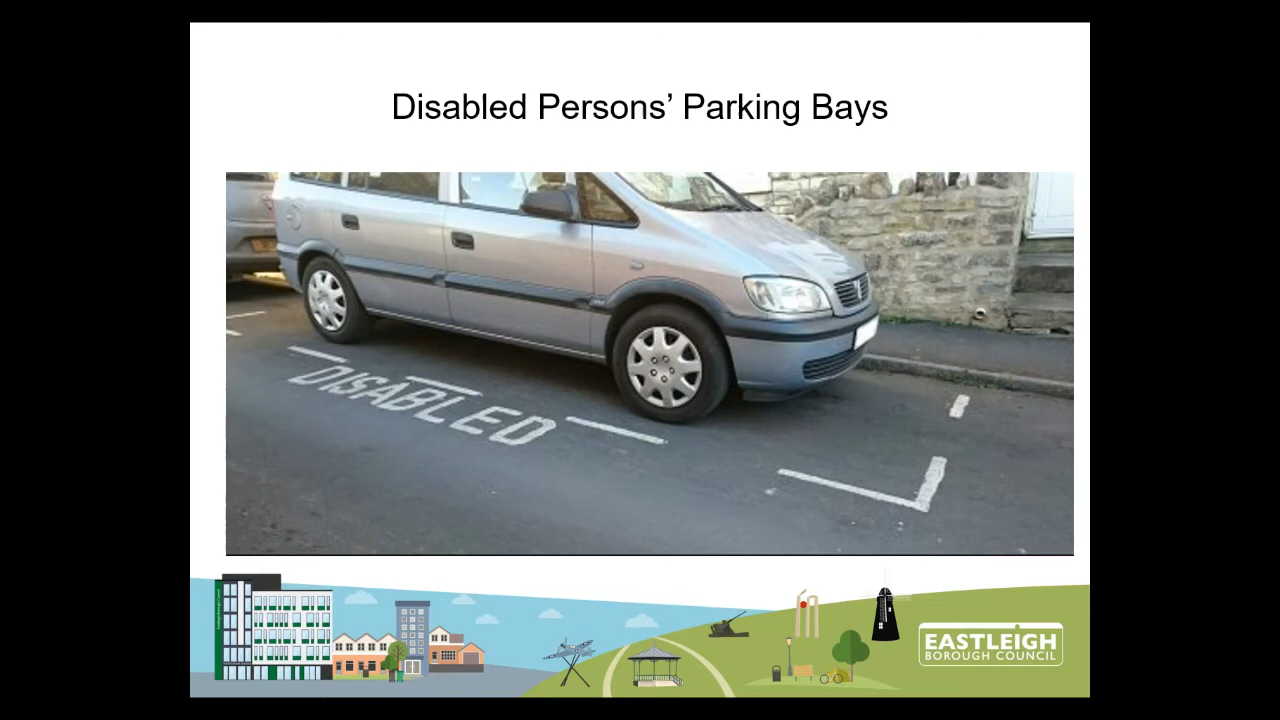 Disabled Persons’ Parking Bays
DISABLED
EASTLEIGH
BOROUGH COUNCIL